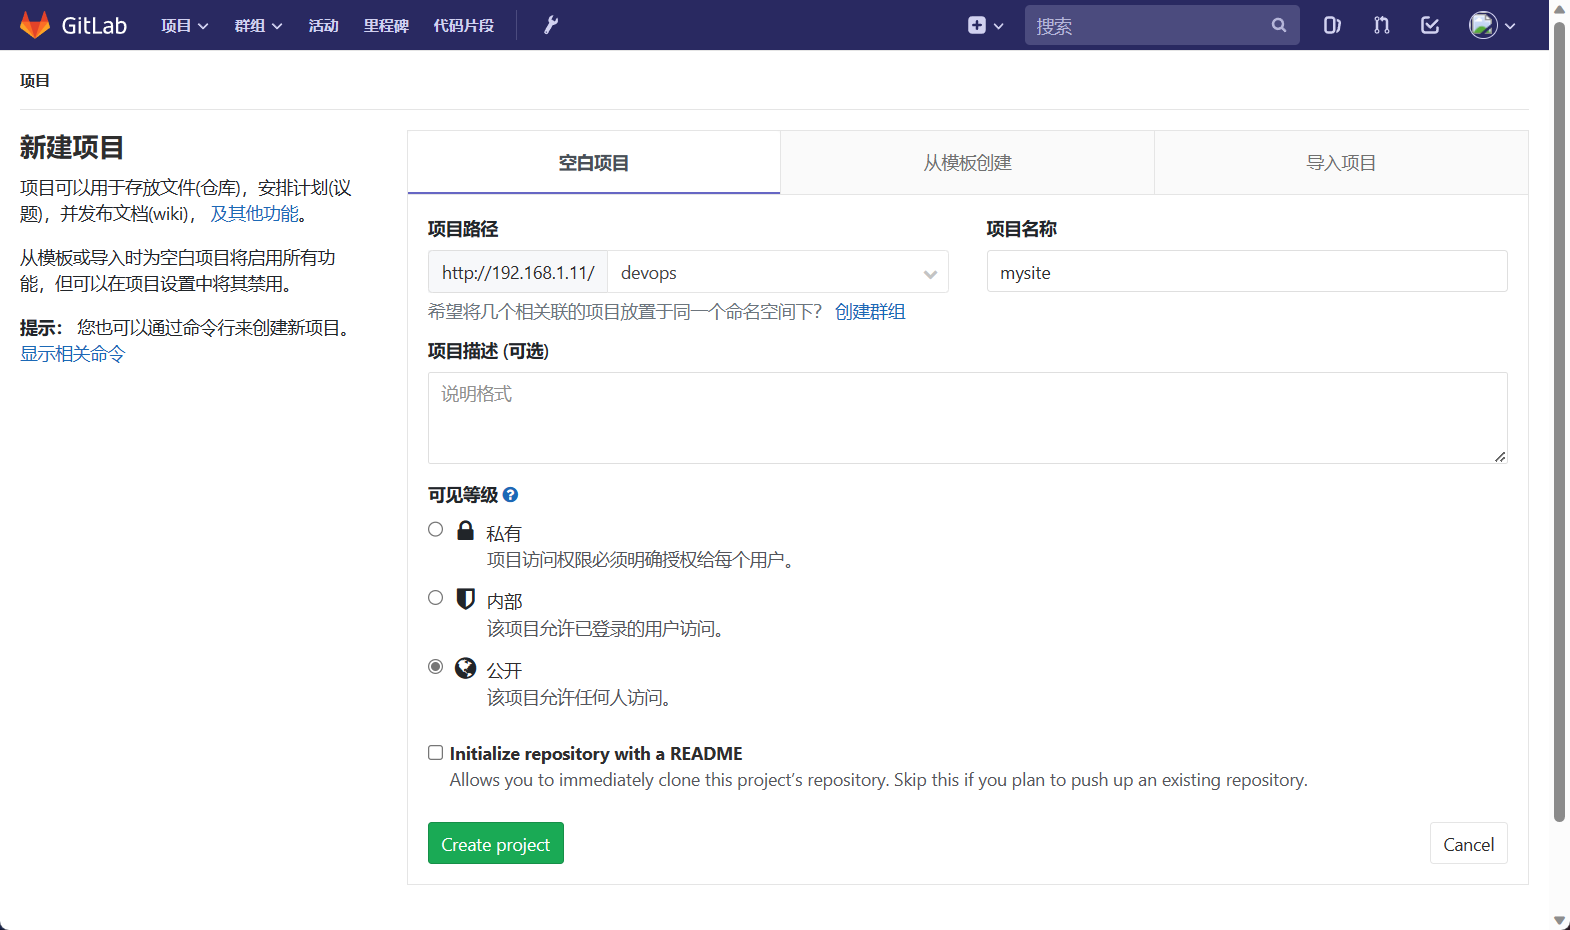 GitLab 项目 群组 活动 里程碑 代码片段 搜索
项目
新建项目
项目可以用于存放文件(仓库)，安排计划(议
题)，并发布文档(wiki)， 及其他功能。
从模板或导入时为空白项目将启用所有功
能，但可以在项目设置中将其禁用。
提示： 您也可以通过命令行来创建新项目。
显示相关命令
空白项目 从模板创建 导入项目
项目路径 项目名称
http://192.168.1.11/ devops mysite
希望将几个相关联的项目放置于同一个命名空间下？ 创建群组
项目描述 (可选)
说明格式
可见等级
私有
项目访问权限必须明确授权给每个用户。
内部
该项目允许已登录的用户访问。
公开
该项目允许任何人访问。
Initialize repository with a README
Allows you to immediately clone this project’s repository. Skip this if you plan to push up an existing repository.
Create project Cancel